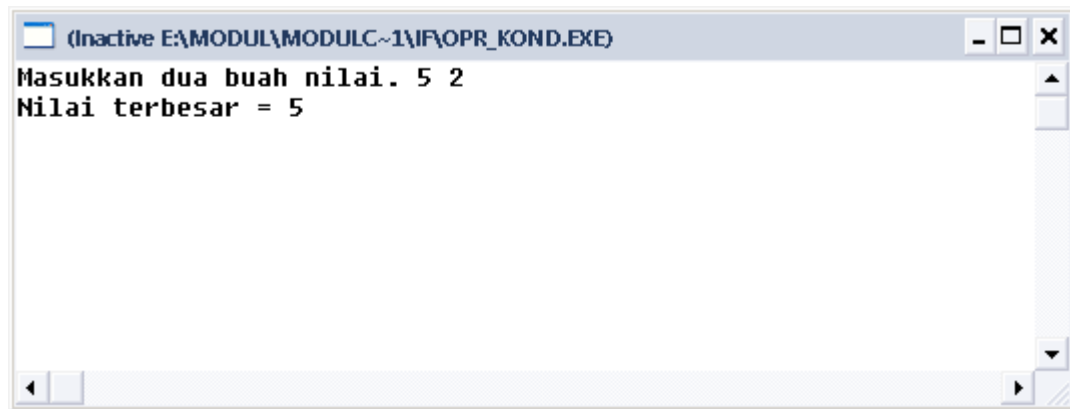 (Inactive E:\MODUL\MODULC~1\IF\OPR_KOND.EXE)
Masukkan dua buah nilai. 5 2
Nilai terbesar = 5